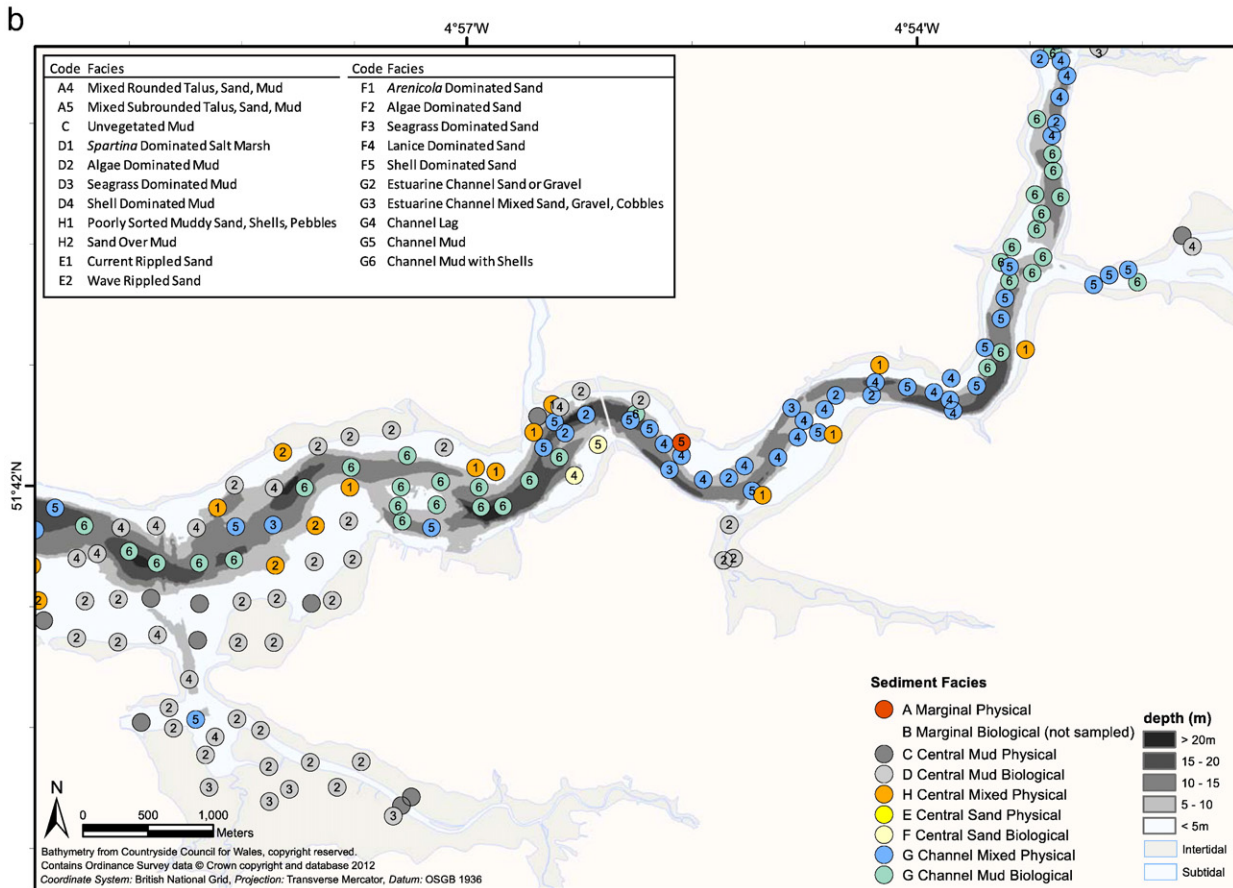 b
4°57'W 4°54'W
51°42'N
Code Facies Code Facies
A4 Mixed Rounded Talus, Sand, Mud F1 Arenicola Dominated Sand
A5 Mixed Subrounded Talus, Sand, Mud F2 Algae Dominated Sand
C Unvegetated Mud F3 Seagrass Dominated Sand
D1 Spartina Dominated Salt Marsh F4 Lanice Dominated Sand
D2 Algae Dominated Mud F5 Shell Dominated Sand
D3 Seagrass Dominated Mud G2 Estuarine Channel Sand or Gravel
D4 Shell Dominated Mud G3 Estuarine Channel Mixed Sand, Gravel, Cobbles
H1 Poorly Sorted Muddy Sand, Shells, Pebbles G4 Channel Lag
H2 Sand Over Mud G5 Channel Mud
E1 Current Rippled Sand G6 Channel Mud with Shells
E2 Wave Rippled Sand
Sediment Facies
A Marginal Physical
B Marginal Biological (not sampled)
C Central Mud Physical
D Central Mud Biological
H Central Mixed Physical
E Central Sand Physical
F Central Sand Biological
G Channel Mixed Physical
G Channel Mud Biological
depth (m)
> 20m
15 - 20
10 - 15
5 - 10
< 5m
Intertidal
Subtidal
N
0 500 1,000
Meters
Bathymetry from Countryside Council for Wales, copyright reserved.
Contains Ordinance Survey data © Crown copyright and database 2012
Coordinate System: British National Grid, Projection: Transverse Mercator, Datum: OSGB 1936